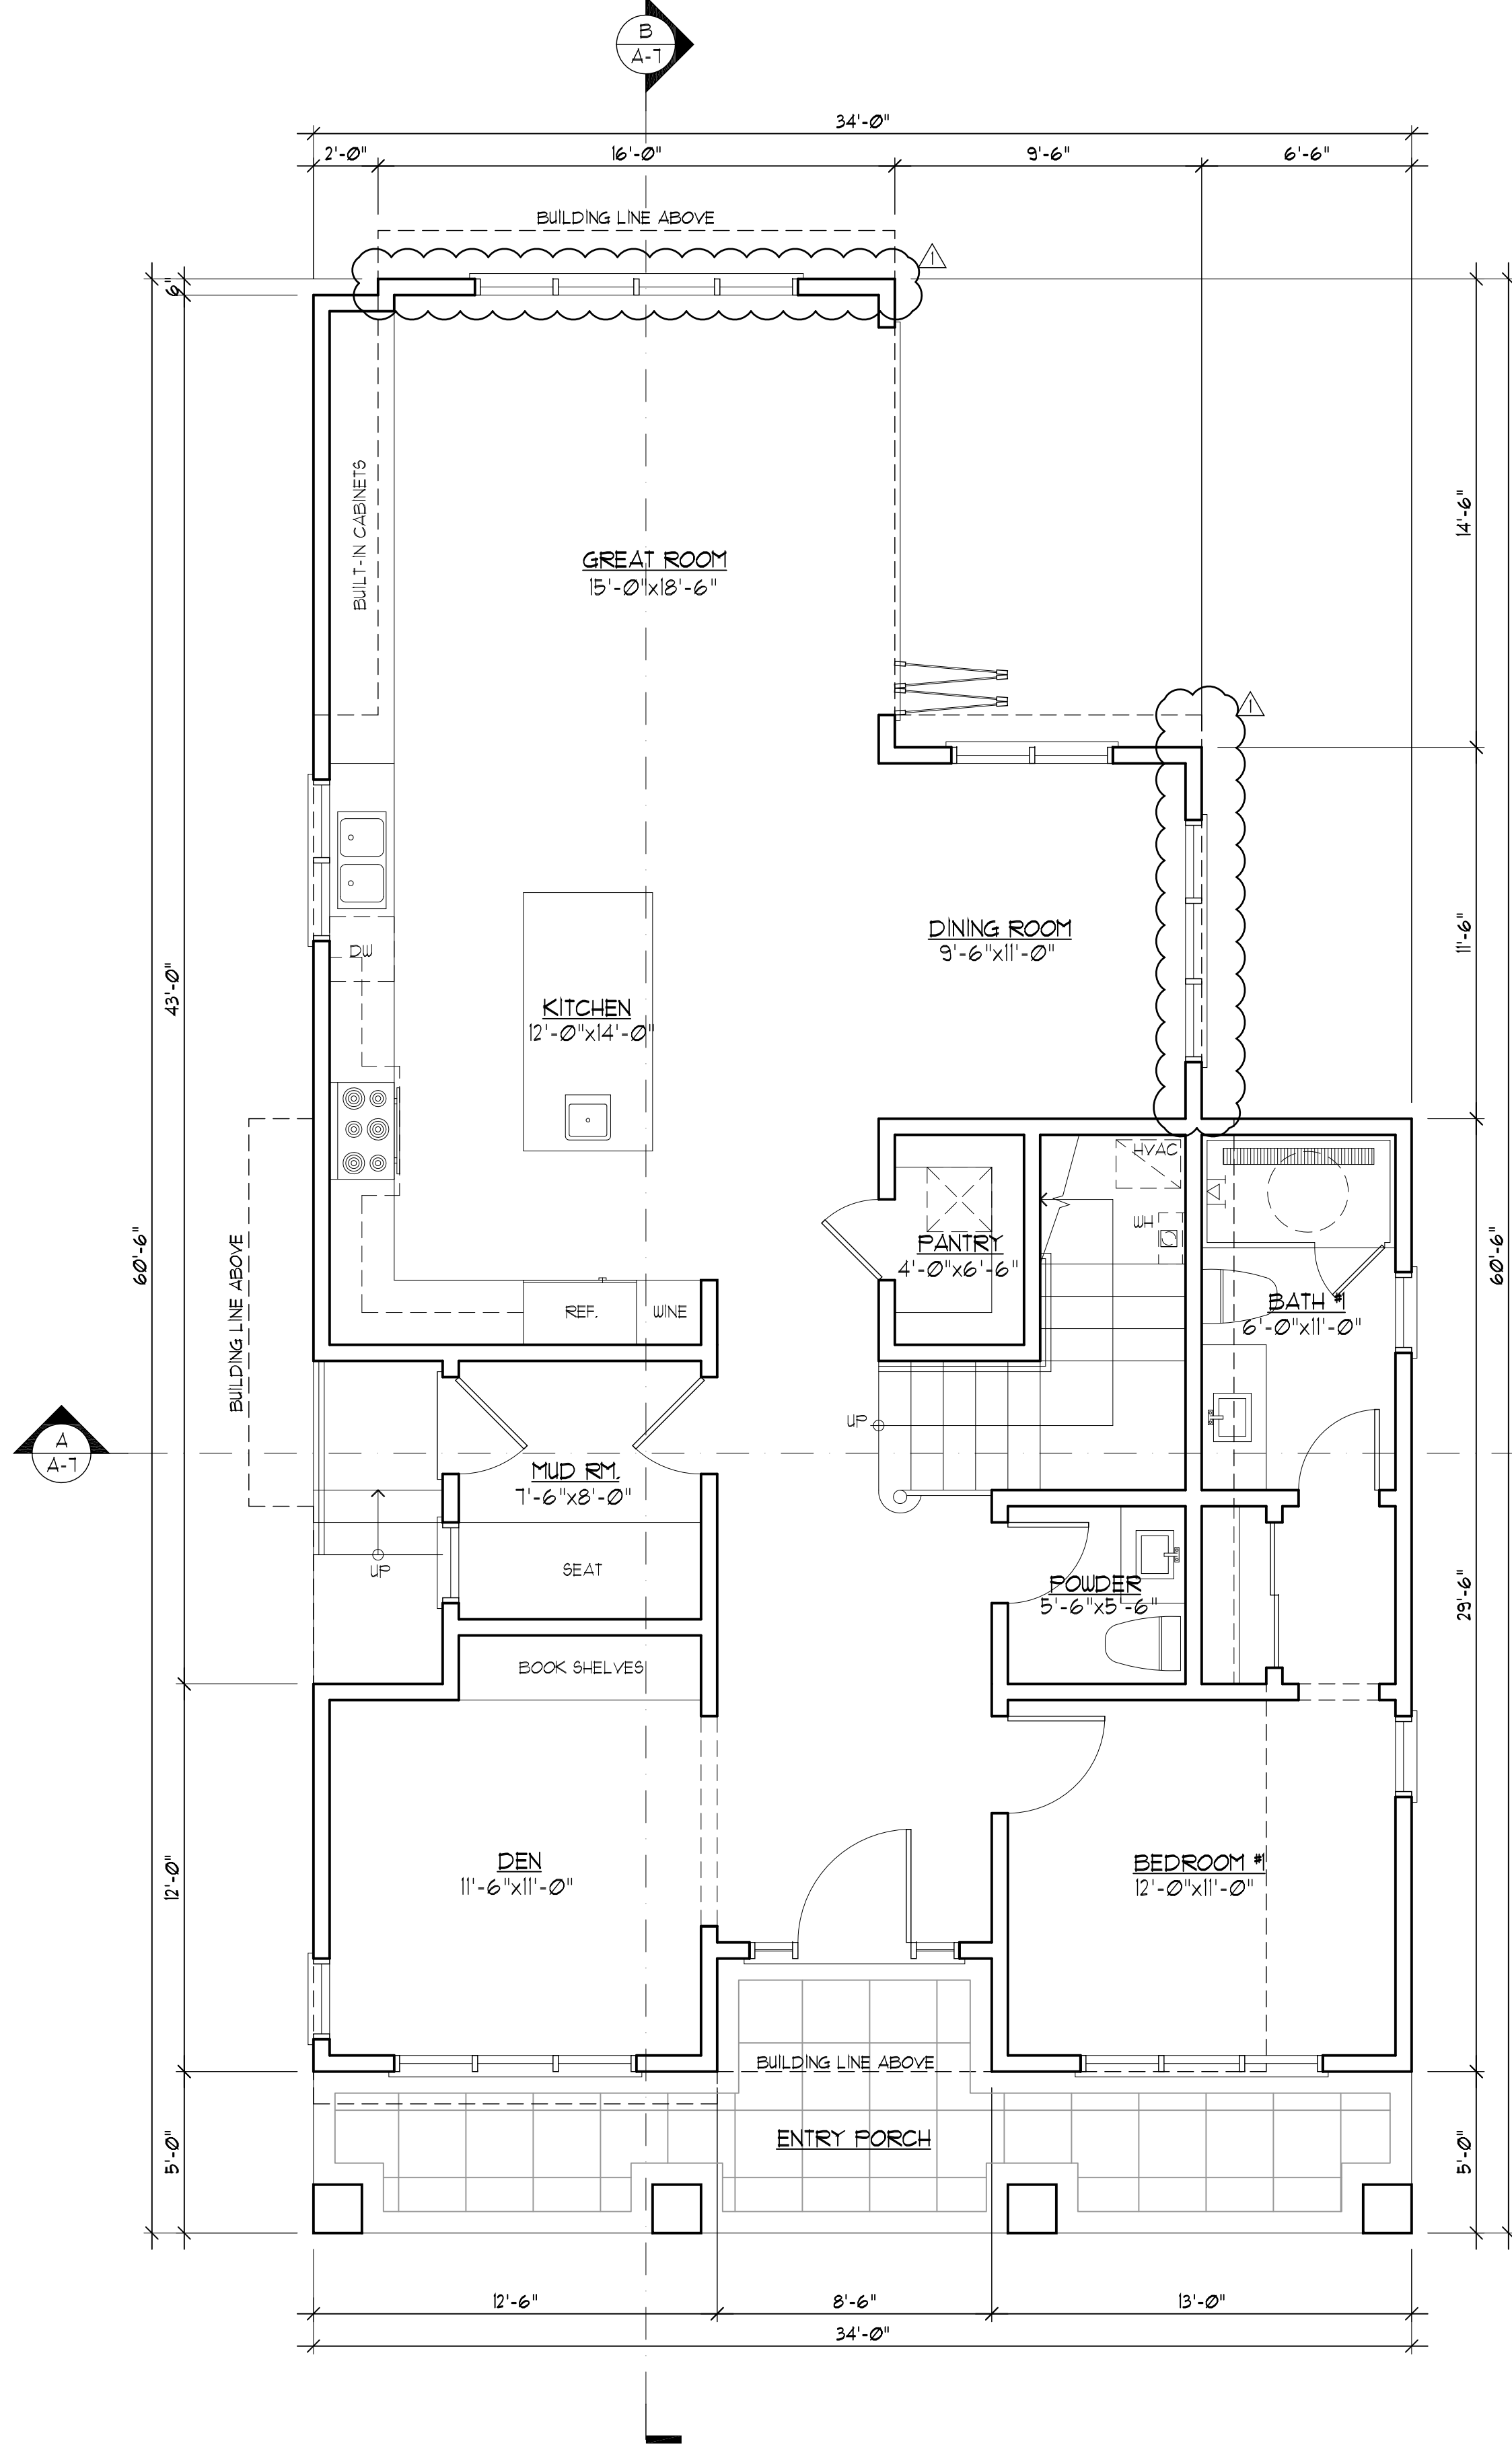 B
A-7
34'-0"
2'-0"
16'-0"
9'-6"
6'-6"
BUILDING LINE ABOVE
1
6"
BUILT-IN CABINETS
14'-6"
GREAT ROOM
15'-0"x18'-6"
1
DINING ROOM
9'-6"x11'-0"
11'-6"
DW
43'-0"
KITCHEN
12'-0"x14'-0"
HVAC
WH
PANTRY
4'-0"x6'-6"
60'-6"
60'-6"
BUILDING LINE ABOVE
REF.
WINE
BATH #1
6'-0"x11'-0"
UP
A
A-7
MUD RM.
7'-6"x8'-0"
SEAT
UP
POWDER
5'-6"x5'-6"
29'-6"
BOOK SHELVES
DEN
11'-6"x11'-0"
BEDROOM #1
12'-0"x11'-0"
12'-0"
BUILDING LINE ABOVE
ENTRY PORCH
5'-0"
5'-0"
12'-6"
8'-6"
13'-0"
34'-0"